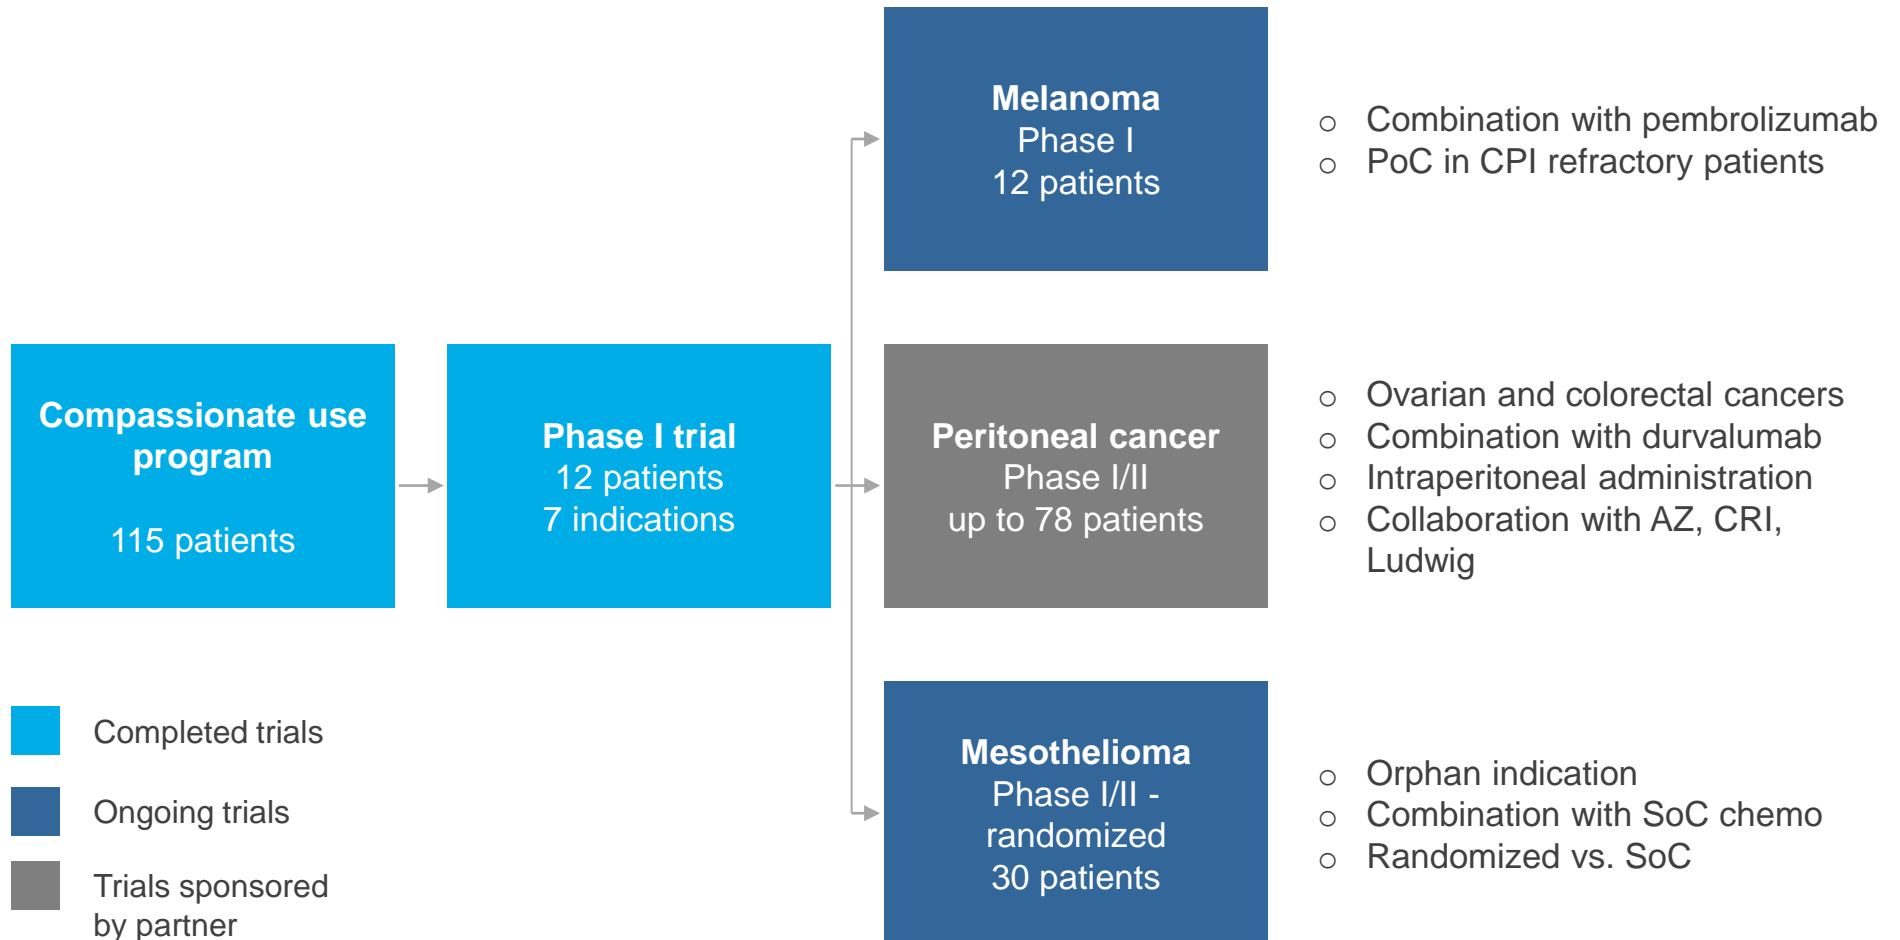 Melanoma
Phase I
12 patients
○ Combination with pembrolizumab
○ PoC in CPI refractory patients
Compassionate use
program
115 patients
Phase I trial
12 patients
7 indications
Peritoneal cancer
Phase I/II
up to 78 patients
○ Ovarian and colorectal cancers
○ Combination with durvalumab
○ Intraperitoneal administration
○ Collaboration with AZ, CRI,
Ludwig
Mesothelioma
Phase I/II -
randomized
30 patients
○ Orphan indication
○ Combination with SoC chemo
○ Randomized vs. SoC
Completed trials
Ongoing trials
Trials sponsored
by partner